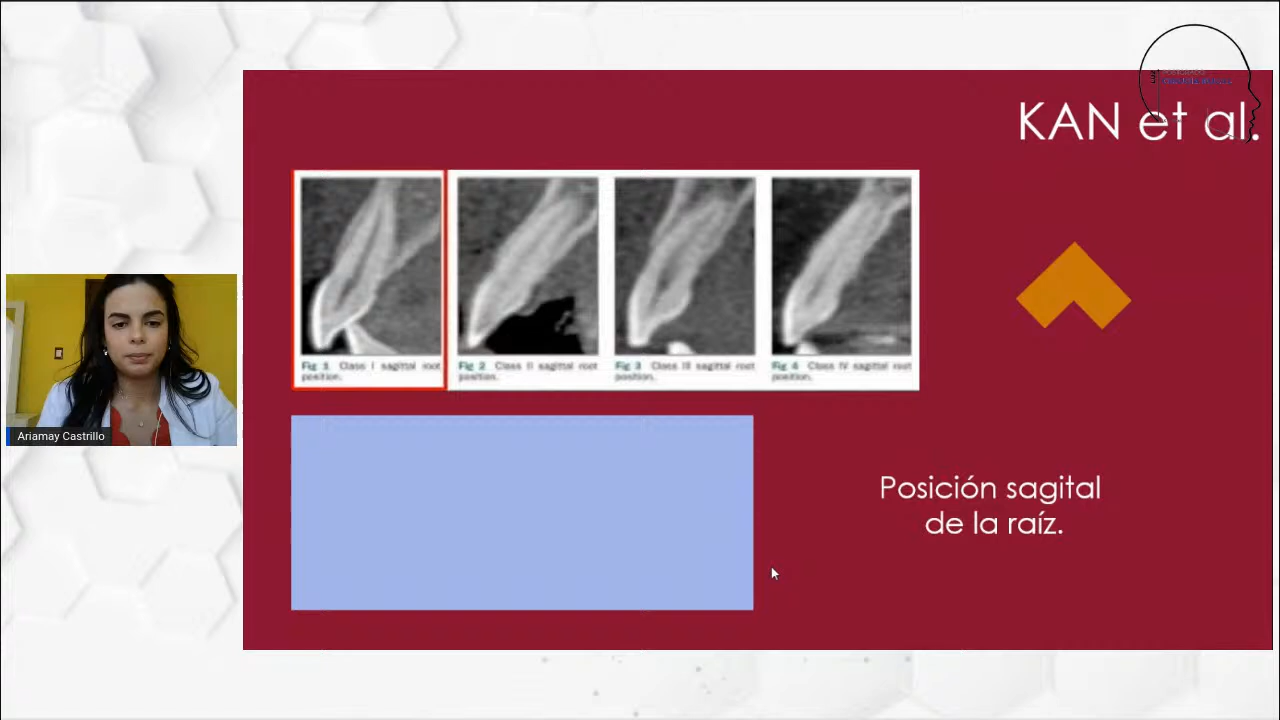 KAN et al.
Fig 1 Class I sagittal root
position.
Fig 2 Class II sagittal root
position.
Fig 3 Class III sagittal root
position.
Fig 4 Class IV sagittal root
position.
Ariamay Castrillo
Posición sagital
de la raíz.